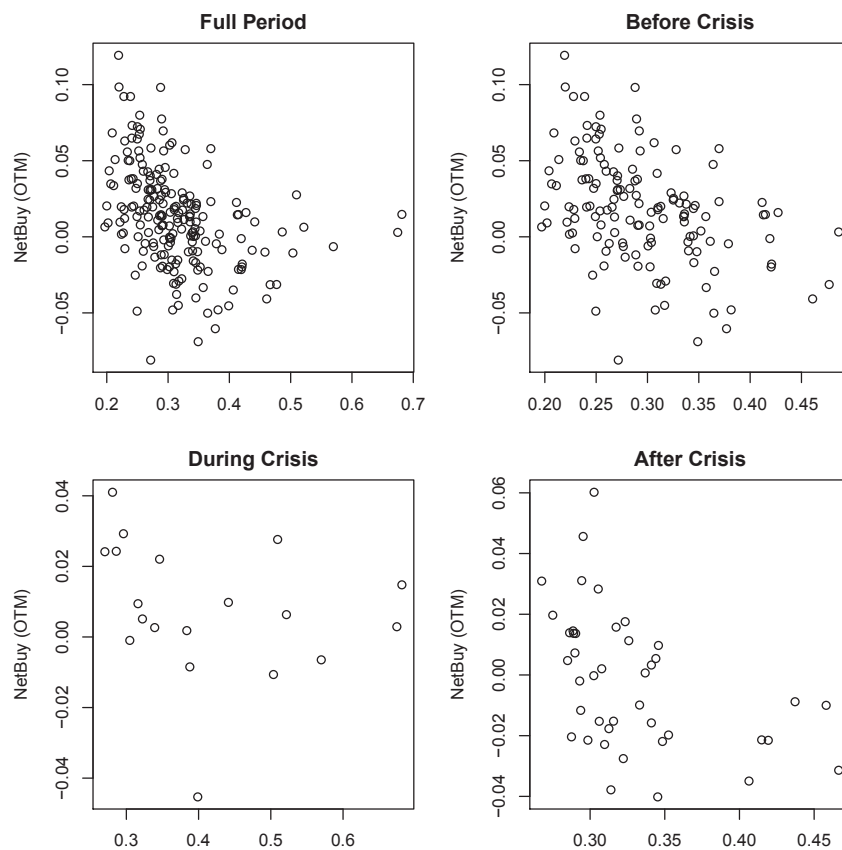 Full Period
NetBuy (OTM)
0.10
0.05
0.00
−0.05
0.2 0.3 0.4 0.5 0.6 0.7
Before Crisis
NetBuy (OTM)
0.10
0.05
0.00
−0.05
0.20 0.25 0.30 0.35 0.40 0.45
During Crisis
NetBuy (OTM)
0.04
0.02
0.00
−0.02
−0.04
0.3 0.4 0.5 0.6
After Crisis
NetBuy (OTM)
0.06
0.04
0.02
0.00
−0.02
−0.04
0.30 0.35 0.40 0.45